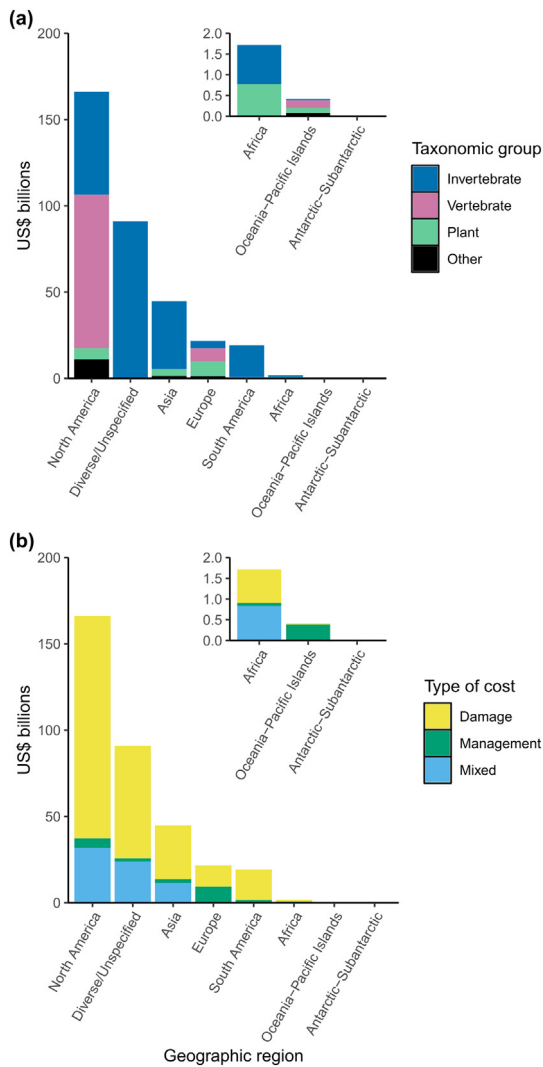 (a)
200
150
100
50
0
US$ billions
North America
Diverse/Unspecified
Asia
Europe
South America
Africa
Oceania−Pacific Islands
Antarctic−Subantarctic
2.0
1.5
1.0
0.5
0.0
Africa
Oceania−Pacific Islands
Antarctic−Subantarctic
Taxonomic group
Invertebrate
Vertebrate
Plant
Other
(b)
200
150
100
50
0
US$ billions
North America
Diverse/Unspecified
Asia
Europe
South America
Africa
Oceania−Pacific Islands
Antarctic−Subantarctic
2.0
1.5
1.0
0.5
0.0
Africa
Oceania−Pacific Islands
Antarctic−Subantarctic
Type of cost
Damage
Management
Mixed
Geographic region